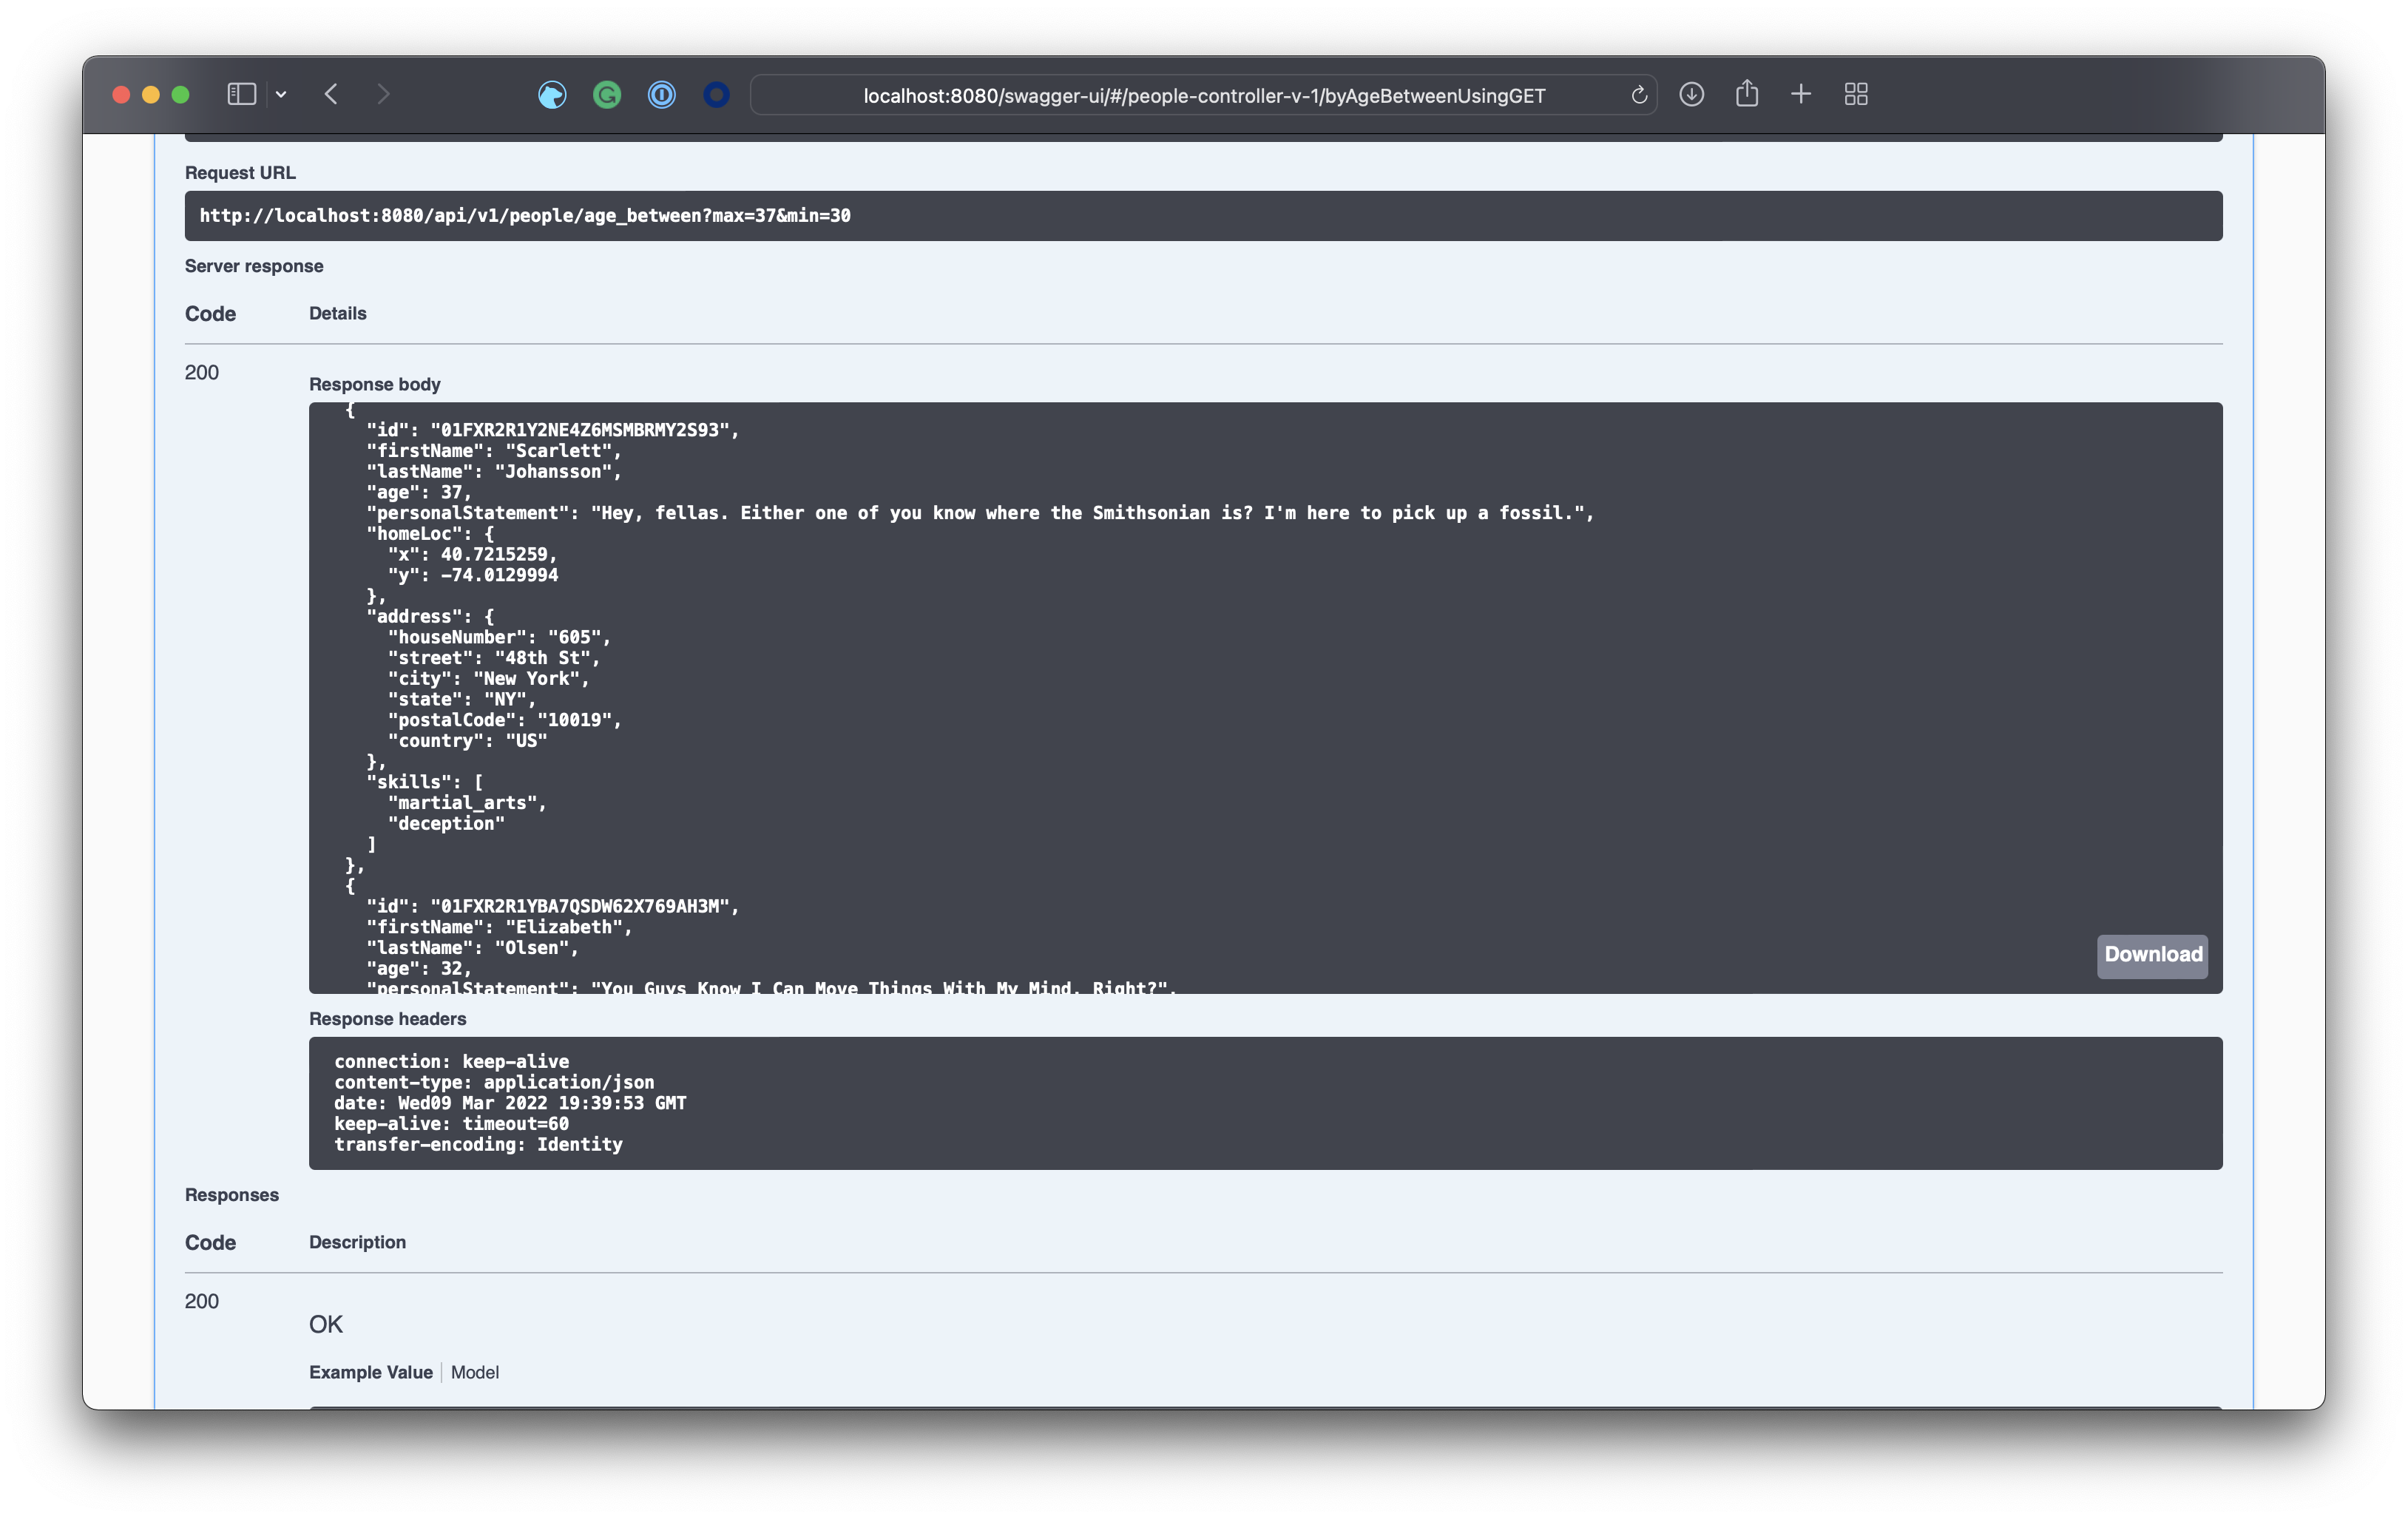 localhost:8080/swagger-ui/#/people-controller-v-1/byAgeBetweenUsingGET
Request URL
http://localhost:8080/api/v1/people/age_between?max=37&min=30
Server response
Code Details
200
Response body
{
"id": "01FXR2R1Y2NE4Z6MSMBRMY2S93",
"firstName": "Scarlett",
"lastName": "Johansson",
"age": 37,
"personalStatement": "Hey, fellas. Either one of you know where the Smithsonian is? I'm here to pick up a fossil.",
"homeLoc": {
"x": 40.7215259,
"y": -74.0129994
},
"address": {
"houseNumber": "605",
"street": "48th St",
"city": "New York",
"state": "NY",
"postalCode": "10019",
"country": "US"
},
"skills": [
"martial_arts",
"deception"
]
},
{
"id": "01FXR2R1YBA7QSDW62X769AH3M",
"firstName": "Elizabeth",
"lastName": "Olsen",
"age": 32,
"personalStatement": "You Guys Know I Can Move Things With My Mind, Right?",
Download
Response headers
connection: keep-alive
content-type: application/json
date: Wed09 Mar 2022 19:39:53 GMT
keep-alive: timeout=60
transfer-encoding: Identity
Responses
Code Description
200
OK
Example Value Model